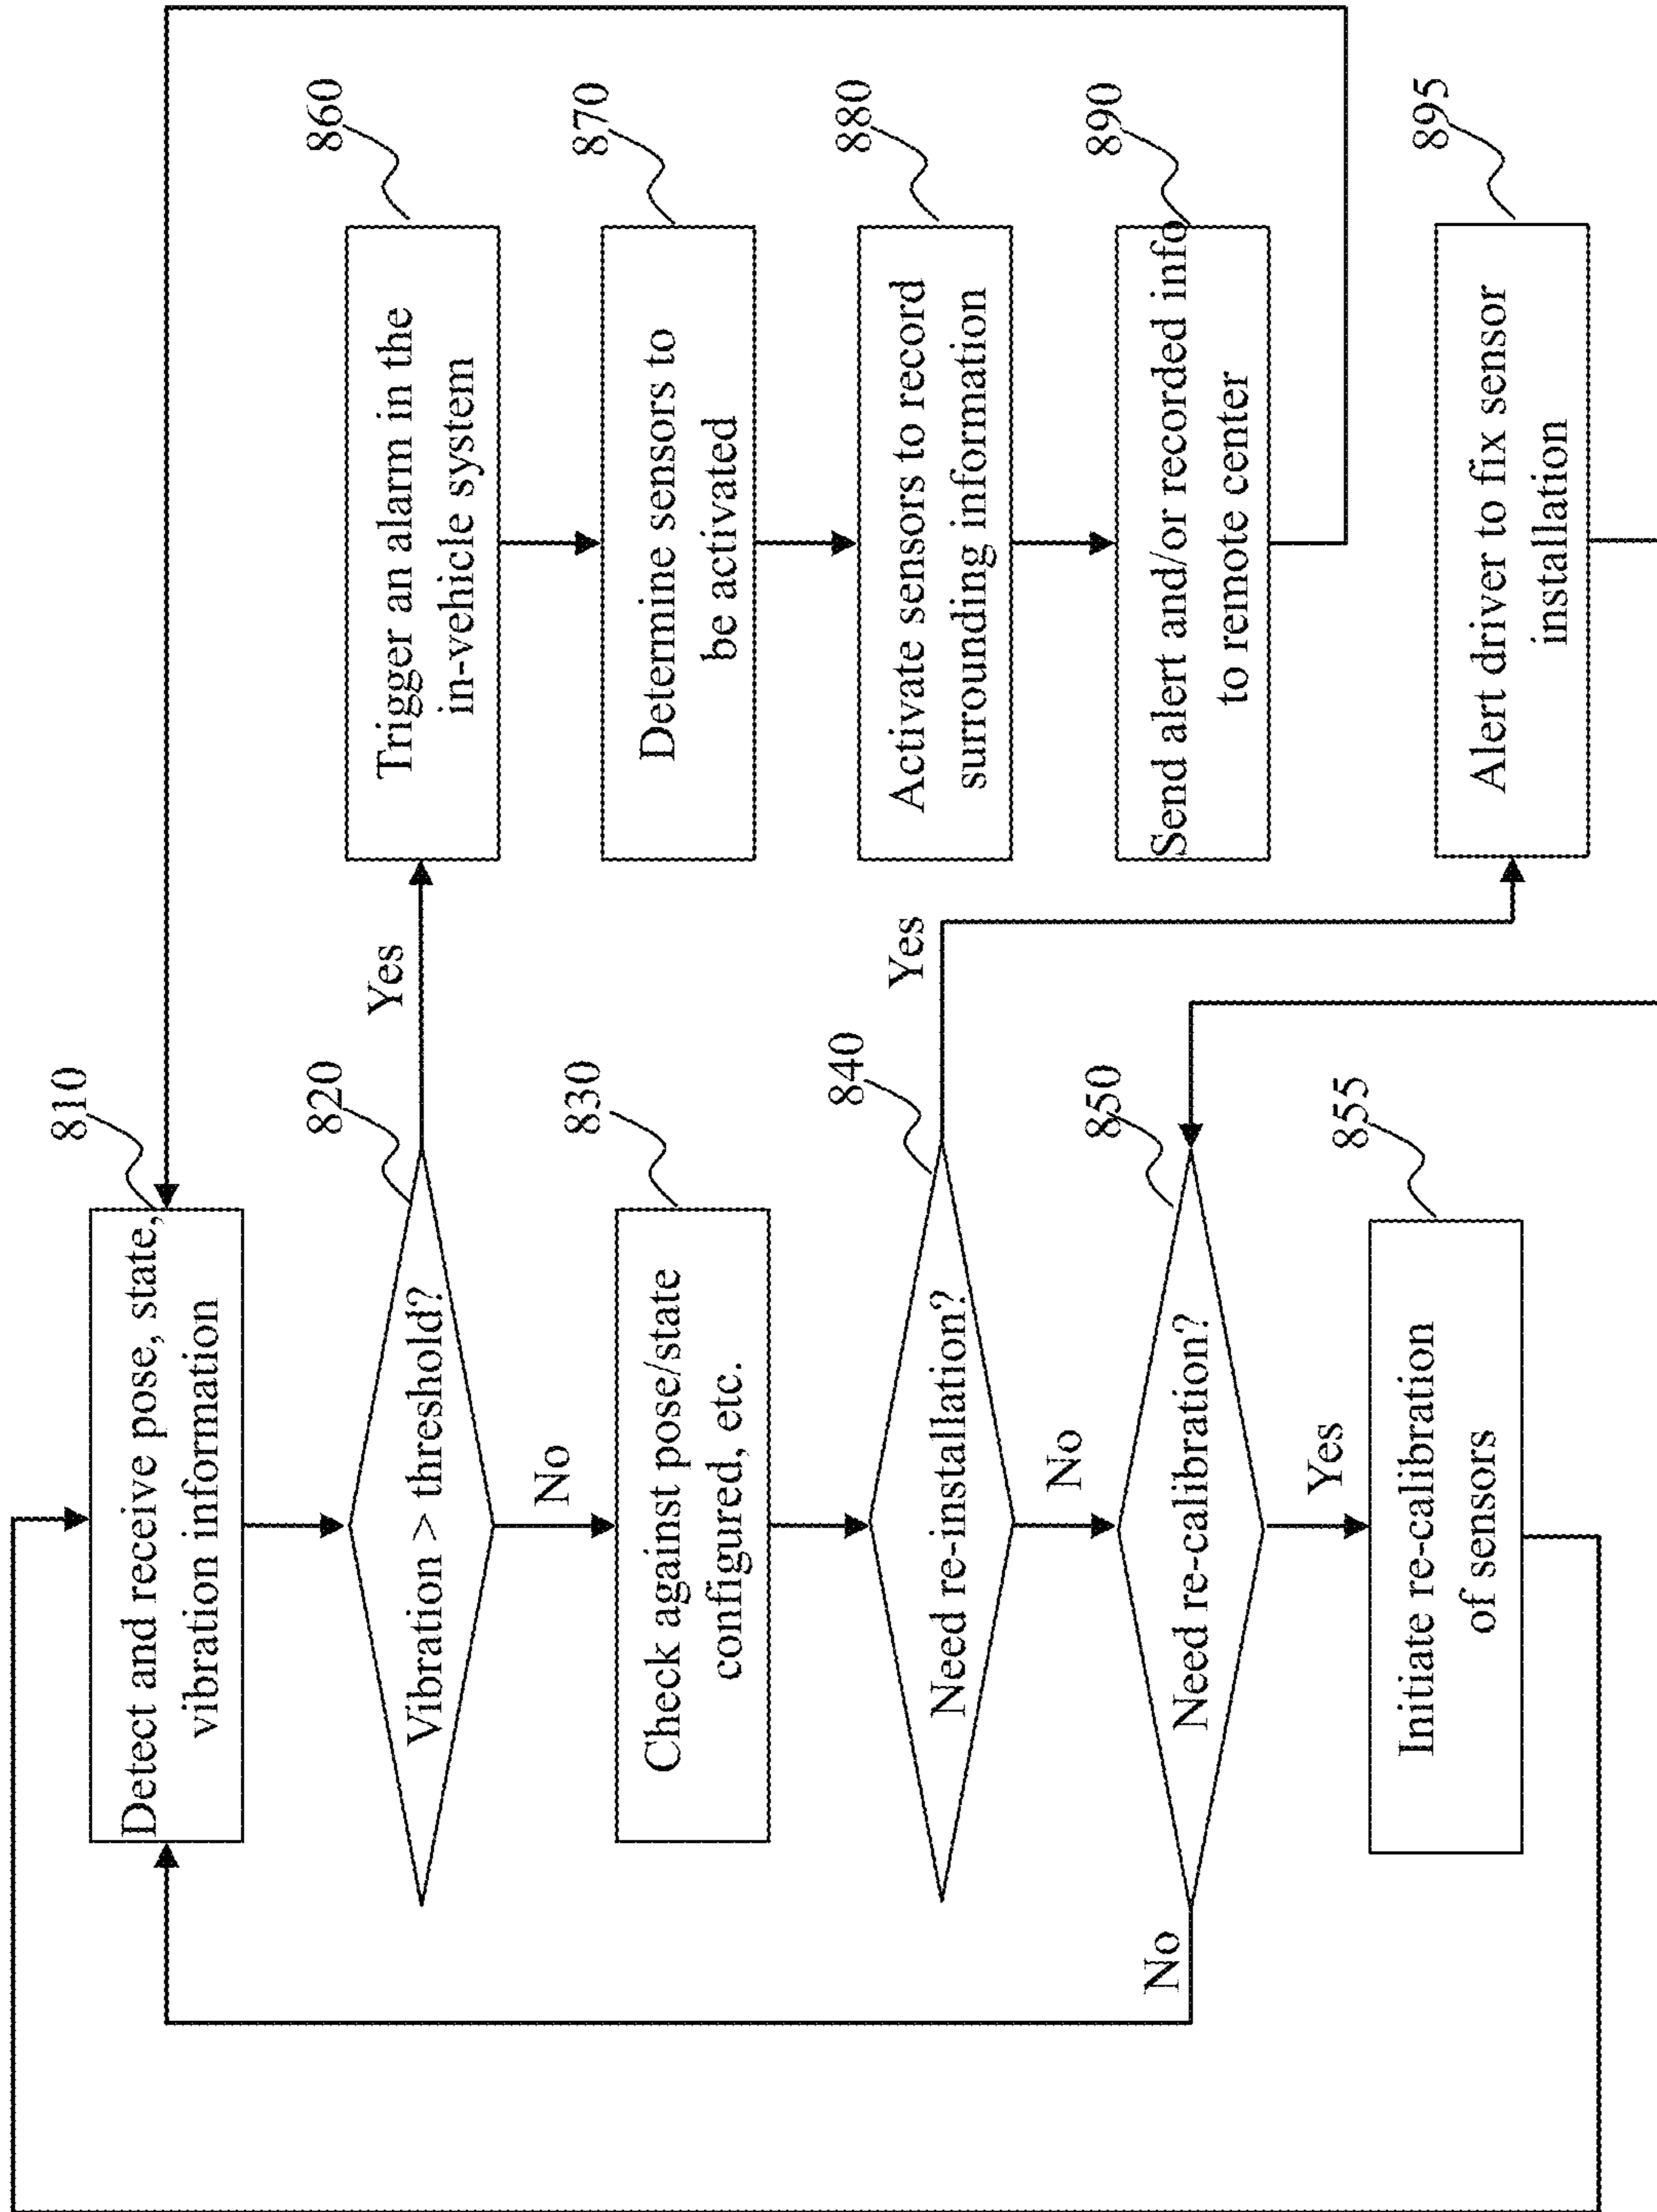 810
Detect and receive pose, state,
vibration information
820
Vibration > threshold?
Yes
No
830
Check against pose/state
configured, etc.
840
Need re-installation?
Yes
No
850
Need re-calibration?
No
Yes
855
Initiate re-calibration
of sensors
860
Trigger an alarm in the
in-vehicle system
870
Determine sensors to
be activated
880
Activate sensors to record
surrounding information
890
Send alert and/or recorded info
to remote center
895
Alert driver to fix sensor
installation